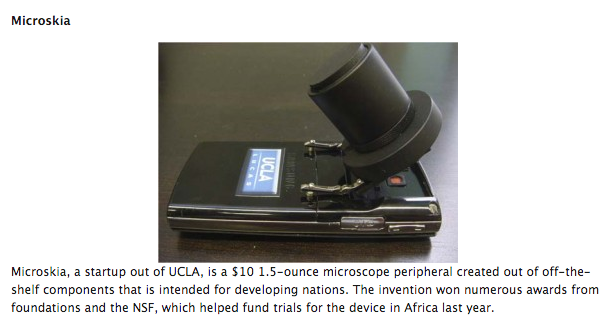 Microskia
UCLA
Microskia, a startup out of UCLA, is a $10 1.5-ounce microscope peripheral created out of off-the-
shelf components that is intended for developing nations. The invention won numerous awards from
foundations and the NSF, which helped fund trials for the device in Africa last year.